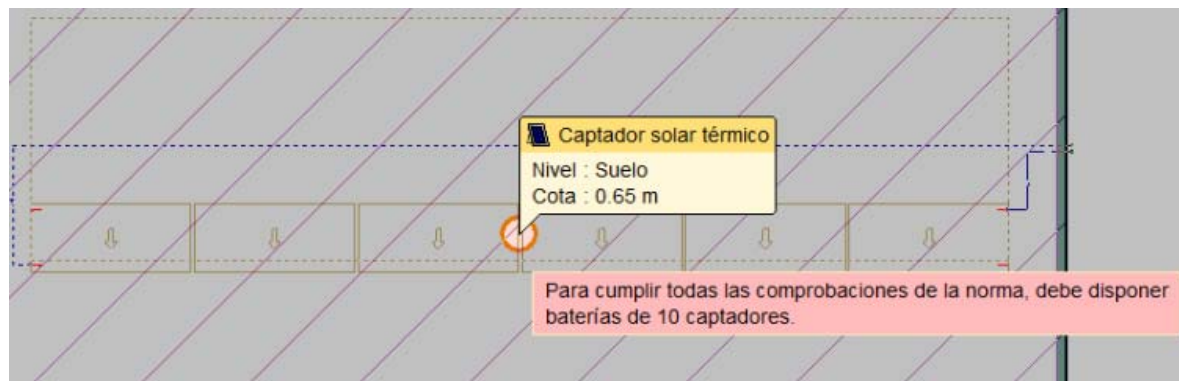 Captador solar térmico
Nivel : Suelo
Cota : 0.65 m
Para cumplir todas las comprobaciones de la norma, debe disponer
baterías de 10 captadores.